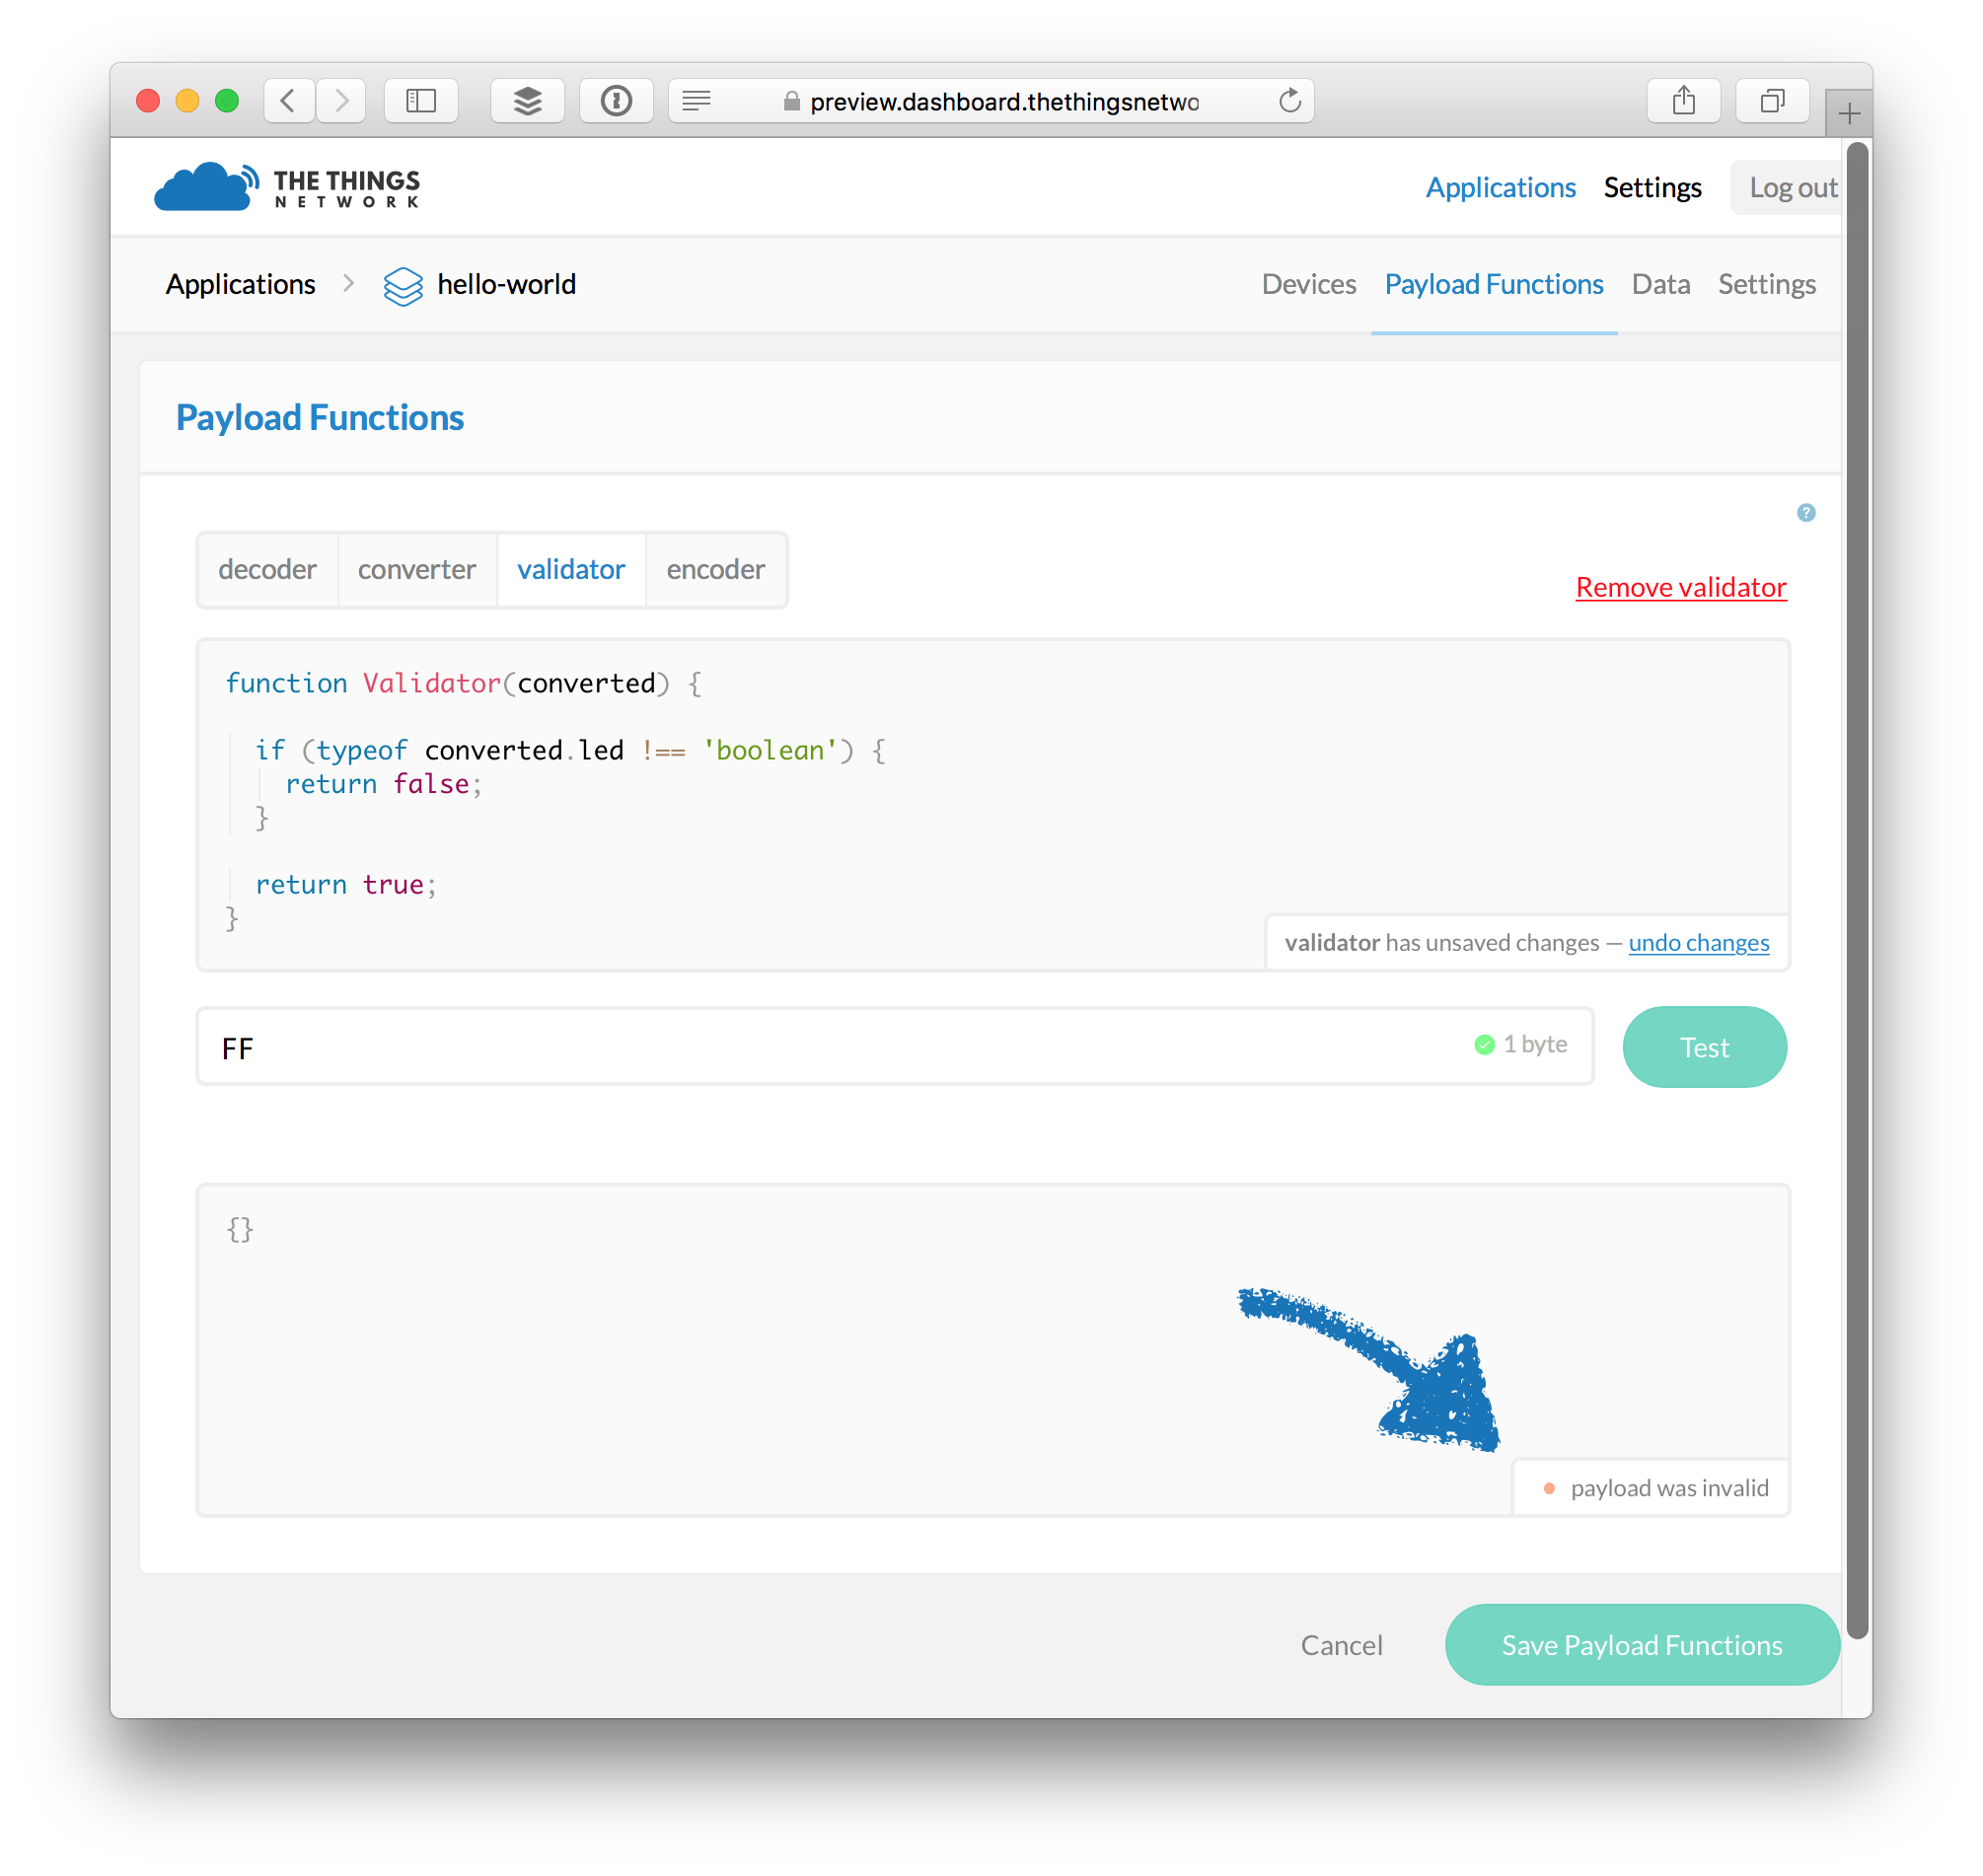 preview.dashboard.thethingsnetwo
THE THINGS
NETWORK
Applications Settings Log out
Applications hello-world Devices Payload Functions Data Settings
Payload Functions
?
decoder converter validator encoder
Remove validator
function Validator(converted) {
if (typeof converted.led !== 'boolean') {
return false;
}
return true;
}
validator has unsaved changes — undo changes
FF 1 byte Test
{}
payload was invalid
Cancel Save Payload Functions